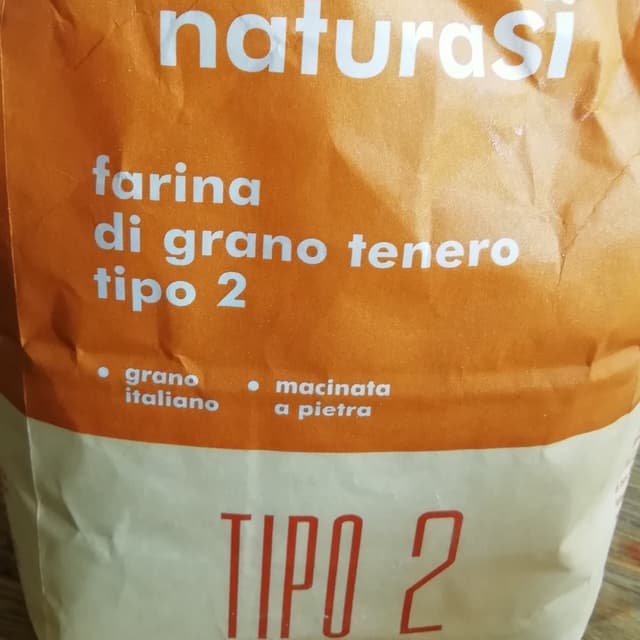 naturasì
farina
di grano tenero
tipo 2
• grano
italiano
• macinata
a pietra
TIPO 2